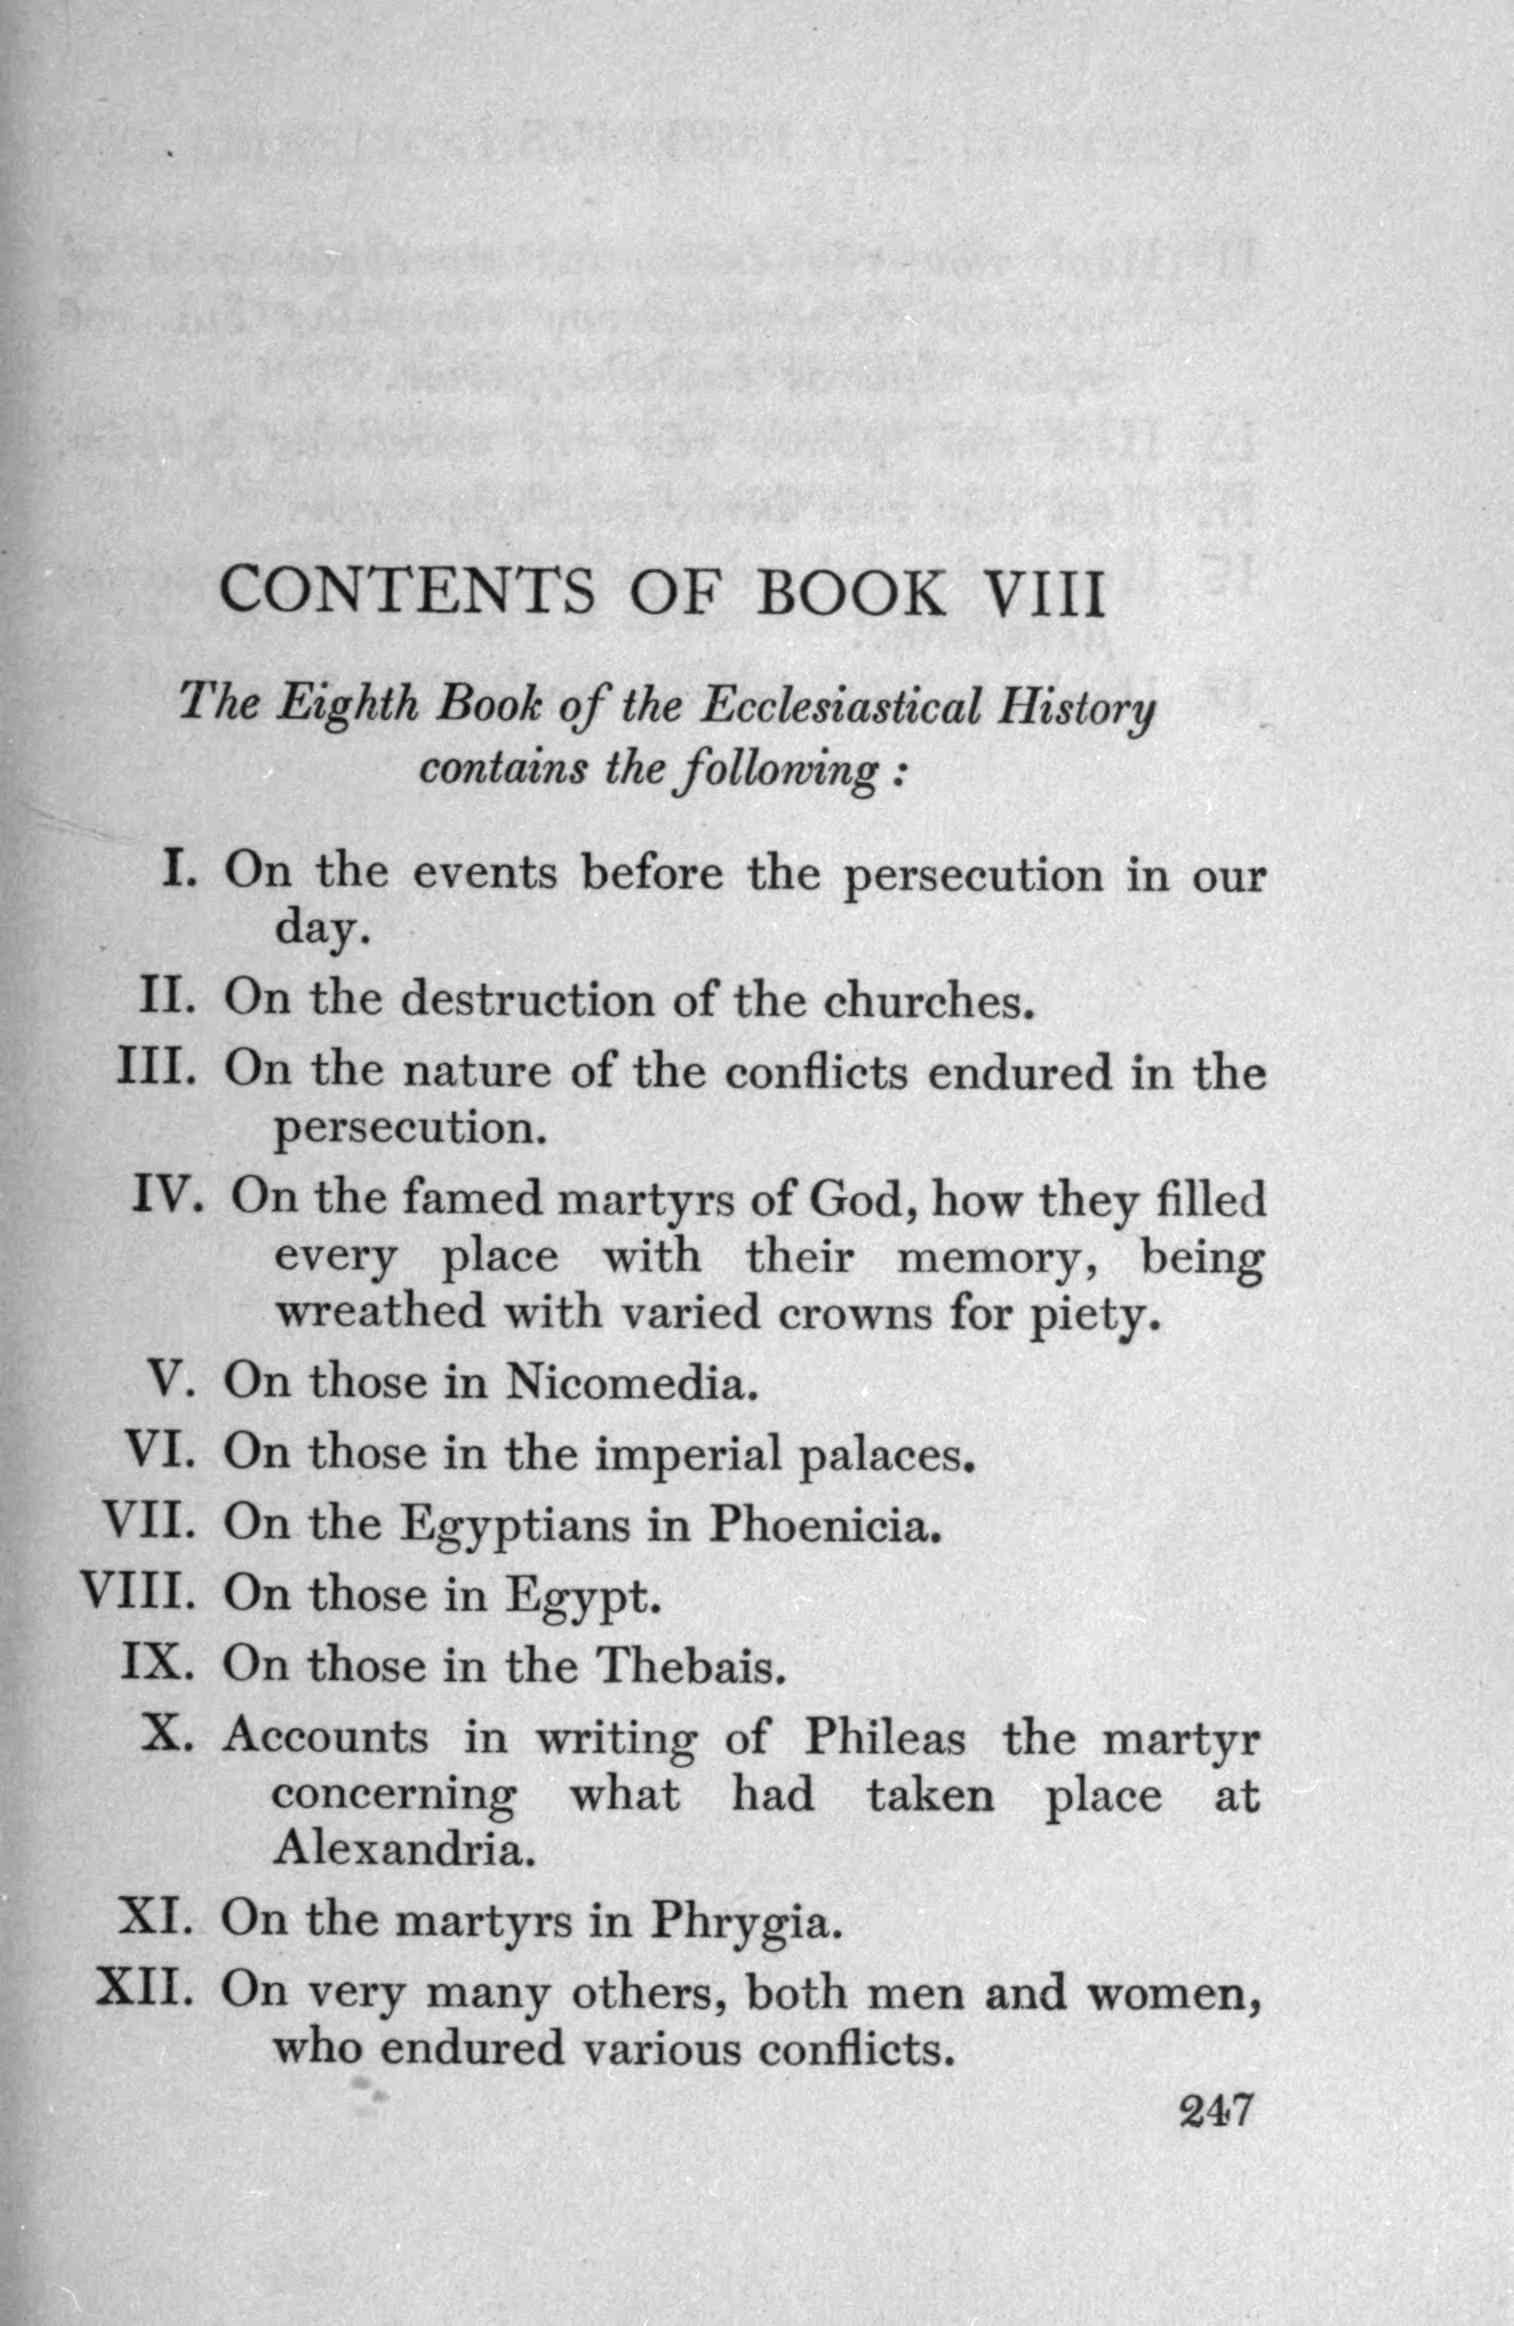 CONTENTS OF BOOK VIII
The Eighth Book of the Ecclesiastical History
contains the following :
I. On the events before the persecution in our
day.
II. On the destruction of the churches.
III. On the nature of the conflicts endured in the
persecution.
IV. On the famed martyrs of God, how they filled
every place with their memory, being
wreathed with varied crowns for piety.
V. On those in Nicomedia.
VI. On those in the imperial palaces.
VII. On the Egyptians in Phoenicia.
VIII. On those in Egypt.
IX. On those in the Thebais.
X. Accounts in writing of Phileas the martyr
concerning what had taken place at
Alexandria.
XI. On the martyrs in Phrygia.
XII. On very many others, both men and women,
who endured various conflicts.
247